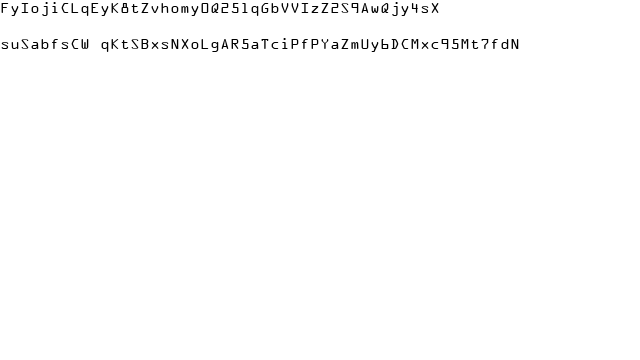 FyIojiCLqEyK8tZvhomyOQ25lqGbVVIzZ2S9AwQjy4sX
suSabfsCW qKtSBxsNXoLgAR5aTciPfPYaZmUy6DCMxc95Mt7fdN